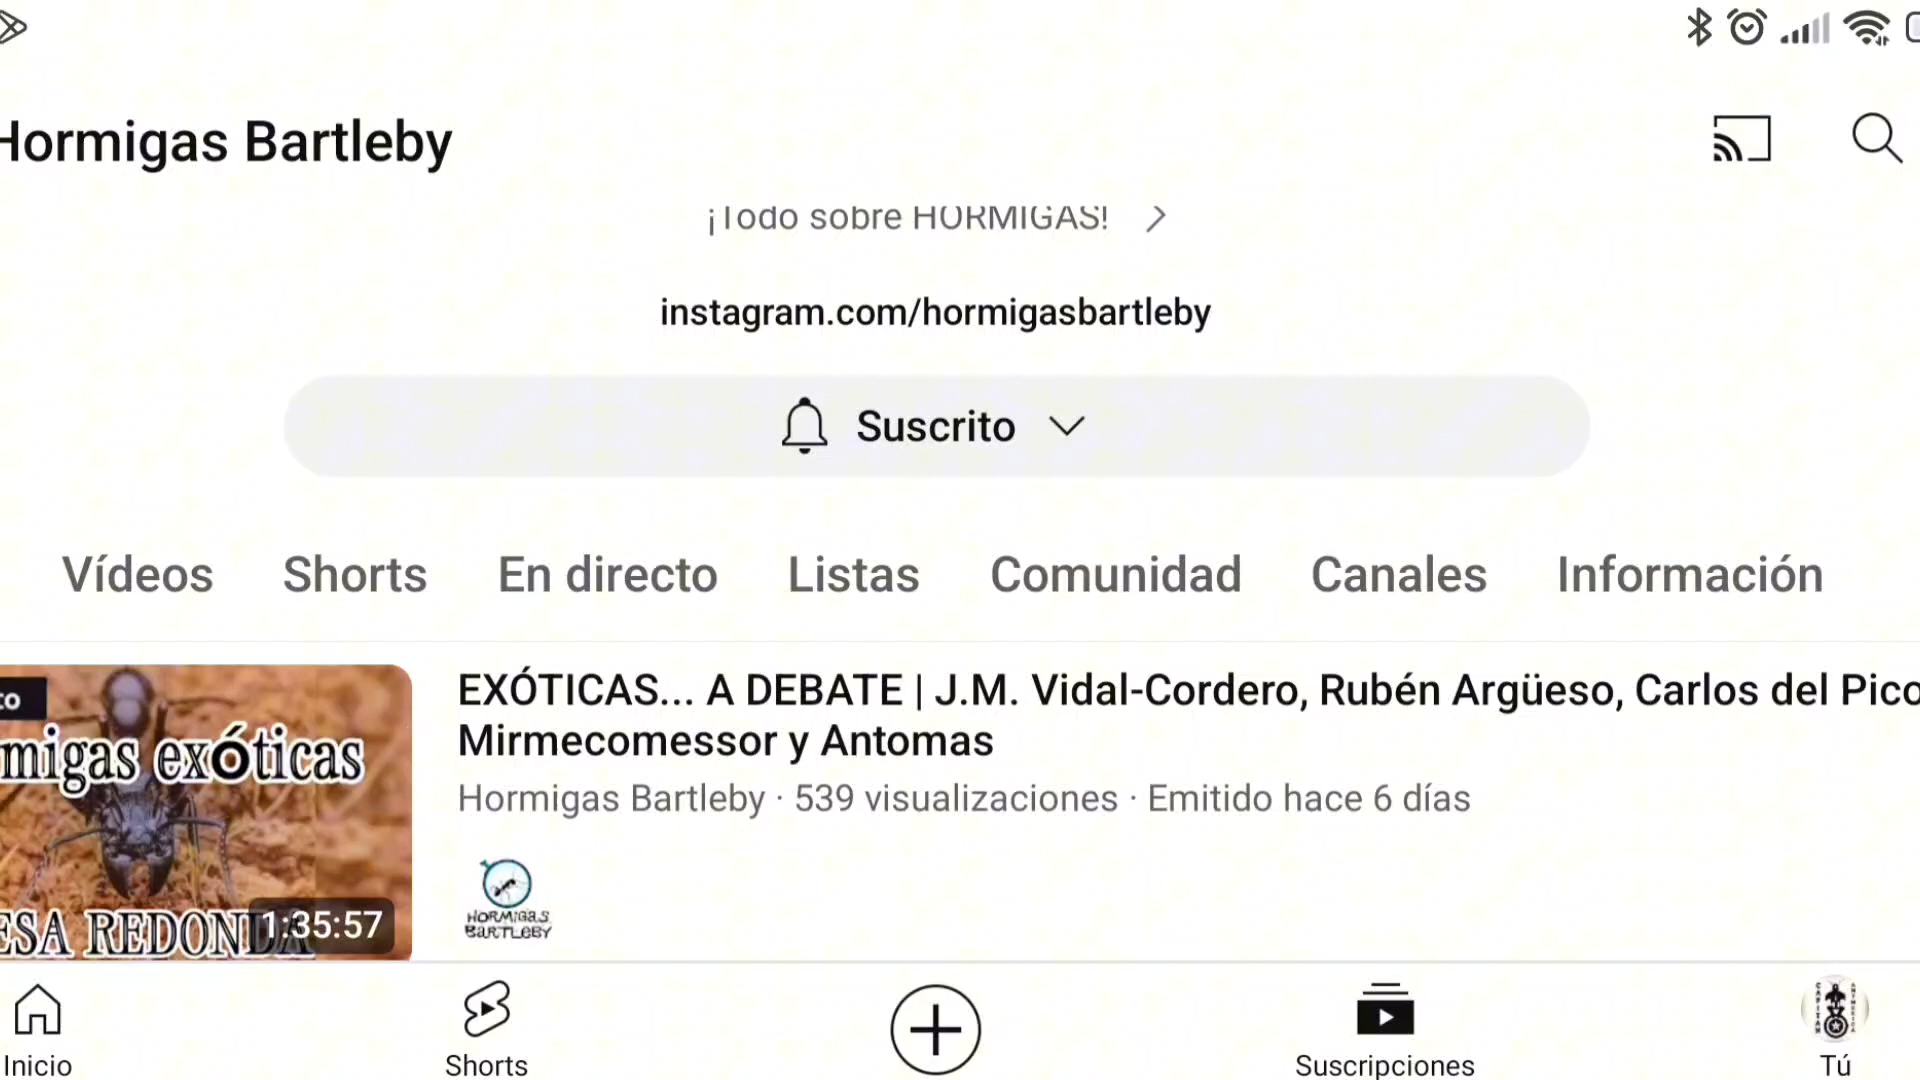 Hormigas Bartleby
¡Todo sobre HORMIGAS!
instagram.com/hormigasbartleby
Suscrito
Vídeos Shorts En directo Listas Comunidad Canales Información
EXÓTICAS... A DEBATE | J.M. Vidal-Cordero, Rubén Argüeso, Carlos del Pico
Mirmecomessor y Antomas
Hormigas Bartleby · 539 visualizaciones · Emitido hace 6 días
migas exóticas
ESA REDONDA
1:35:57
HORMIGAS
BARTLEBY
Inicio Shorts Suscripciones Tú